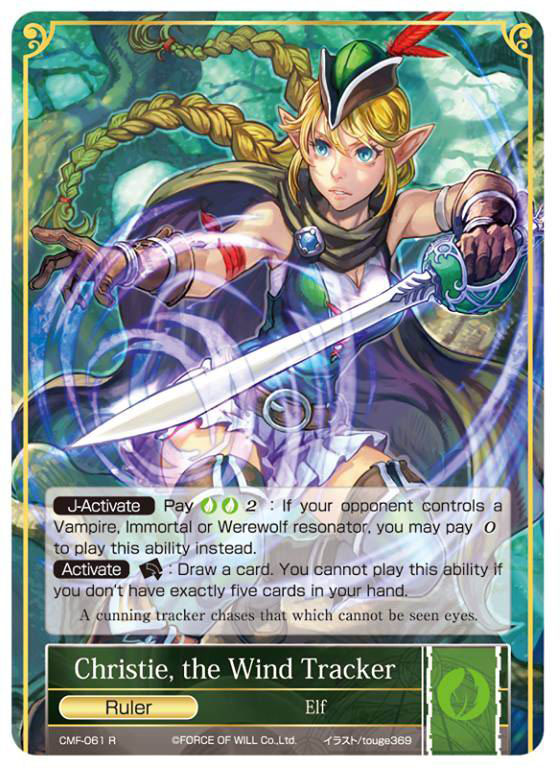 J-Activate Pay 2 : If your opponent controls a
Vampire, Immortal or Werewolf resonator, you may pay 0
to play this ability instead.
Activate : Draw a card. You cannot play this ability if
you don't have exactly five cards in your hand.
A cunning tracker chases that which cannot be seen eyes.
Christie, the Wind Tracker
Ruler
Elf
CMF-061 R ©FORCE OF WILL Co.,Ltd. イラスト/touge369